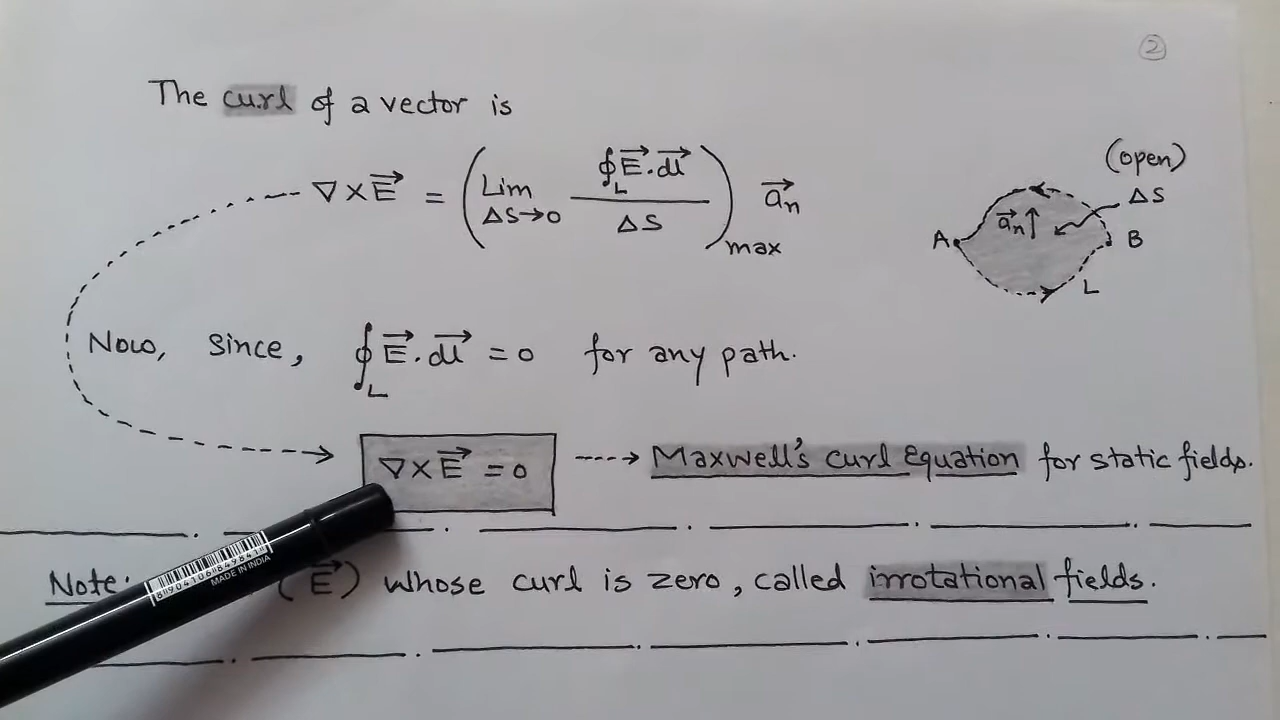 ②
The curl of a vector is
∇×E⃗ = (Lim ΔS→0 ∮L E⃗.dl⃗ / ΔS)max a⃗n
(open)
ΔS
a⃗n
A
B
L
Now, since, ∮L E⃗.dl⃗ = 0 for any path.
∇×E⃗ = 0 ----> Maxwell's curl Equation for static fields.
Note: (E⃗) whose curl is zero, called irrotational fields.
8904106849841
MADE IN INDIA